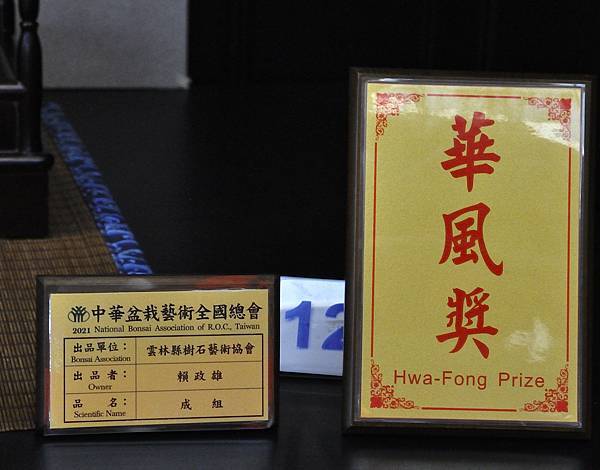 中華盆栽藝術全國總會
2021 National Bonsai Association of R.O.C., Taiwan
出品單位： 雲林縣樹石藝術協會
Bonsai Association
出品者： 賴政雄
Owner
品名： 成組
Scientific Name
12
華風獎
Hwa-Fong Prize